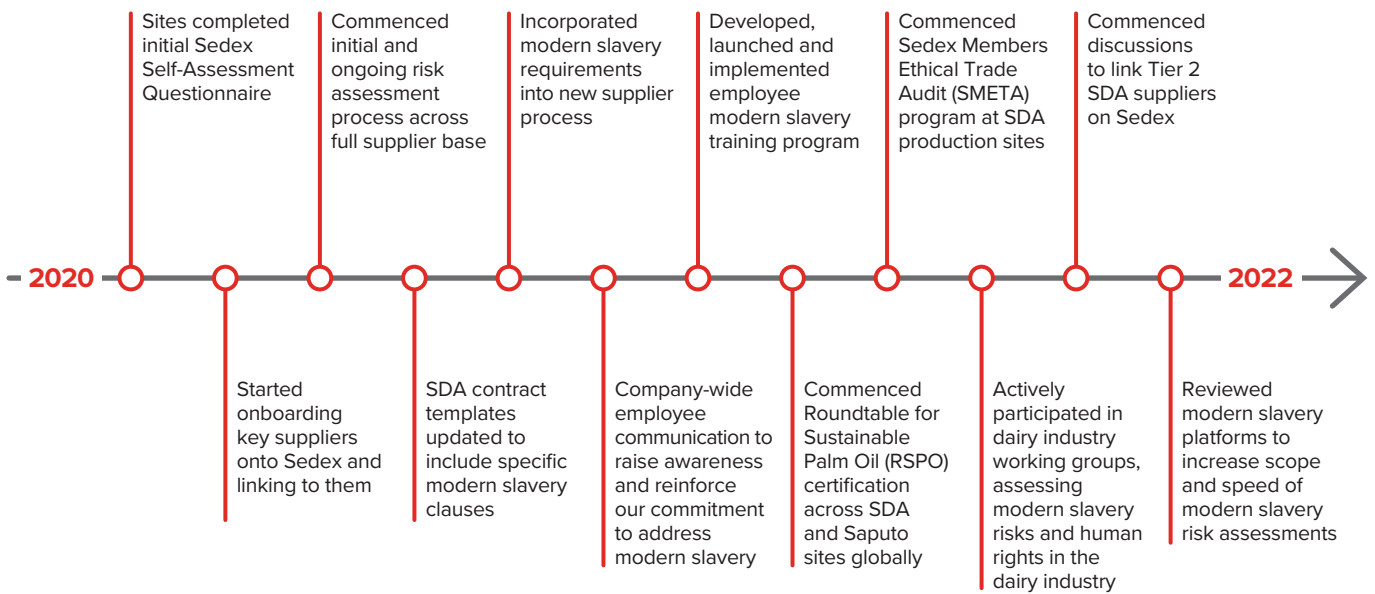 Sites completed
initial Sedex
Self-Assessment
Questionnaire
Commenced
initial and
ongoing risk
assessment
process across
full supplier base
Incorporated
modern slavery
requirements
into new supplier
process
Developed,
launched and
implemented
employee
modern slavery
training program
Commenced
Sedex Members
Ethical Trade
Audit (SMETA)
program at SDA
production sites
Commenced
discussions
to link Tier 2
SDA suppliers
on Sedex
2020
2022
Started
onboarding
key suppliers
onto Sedex and
linking to them
SDA contract
templates
updated to
include specific
modern slavery
clauses
Company-wide
employee
communication to
raise awareness
and reinforce
our commitment
to address
modern slavery
Commenced
Roundtable for
Sustainable
Palm Oil (RSPO)
certification
across SDA
and Saputo
sites globally
Actively
participated in
dairy industry
working groups,
assessing
modern slavery
risks and human
rights in the
dairy industry
Reviewed
modern slavery
platforms to
increase scope
and speed of
modern slavery
risk assessments